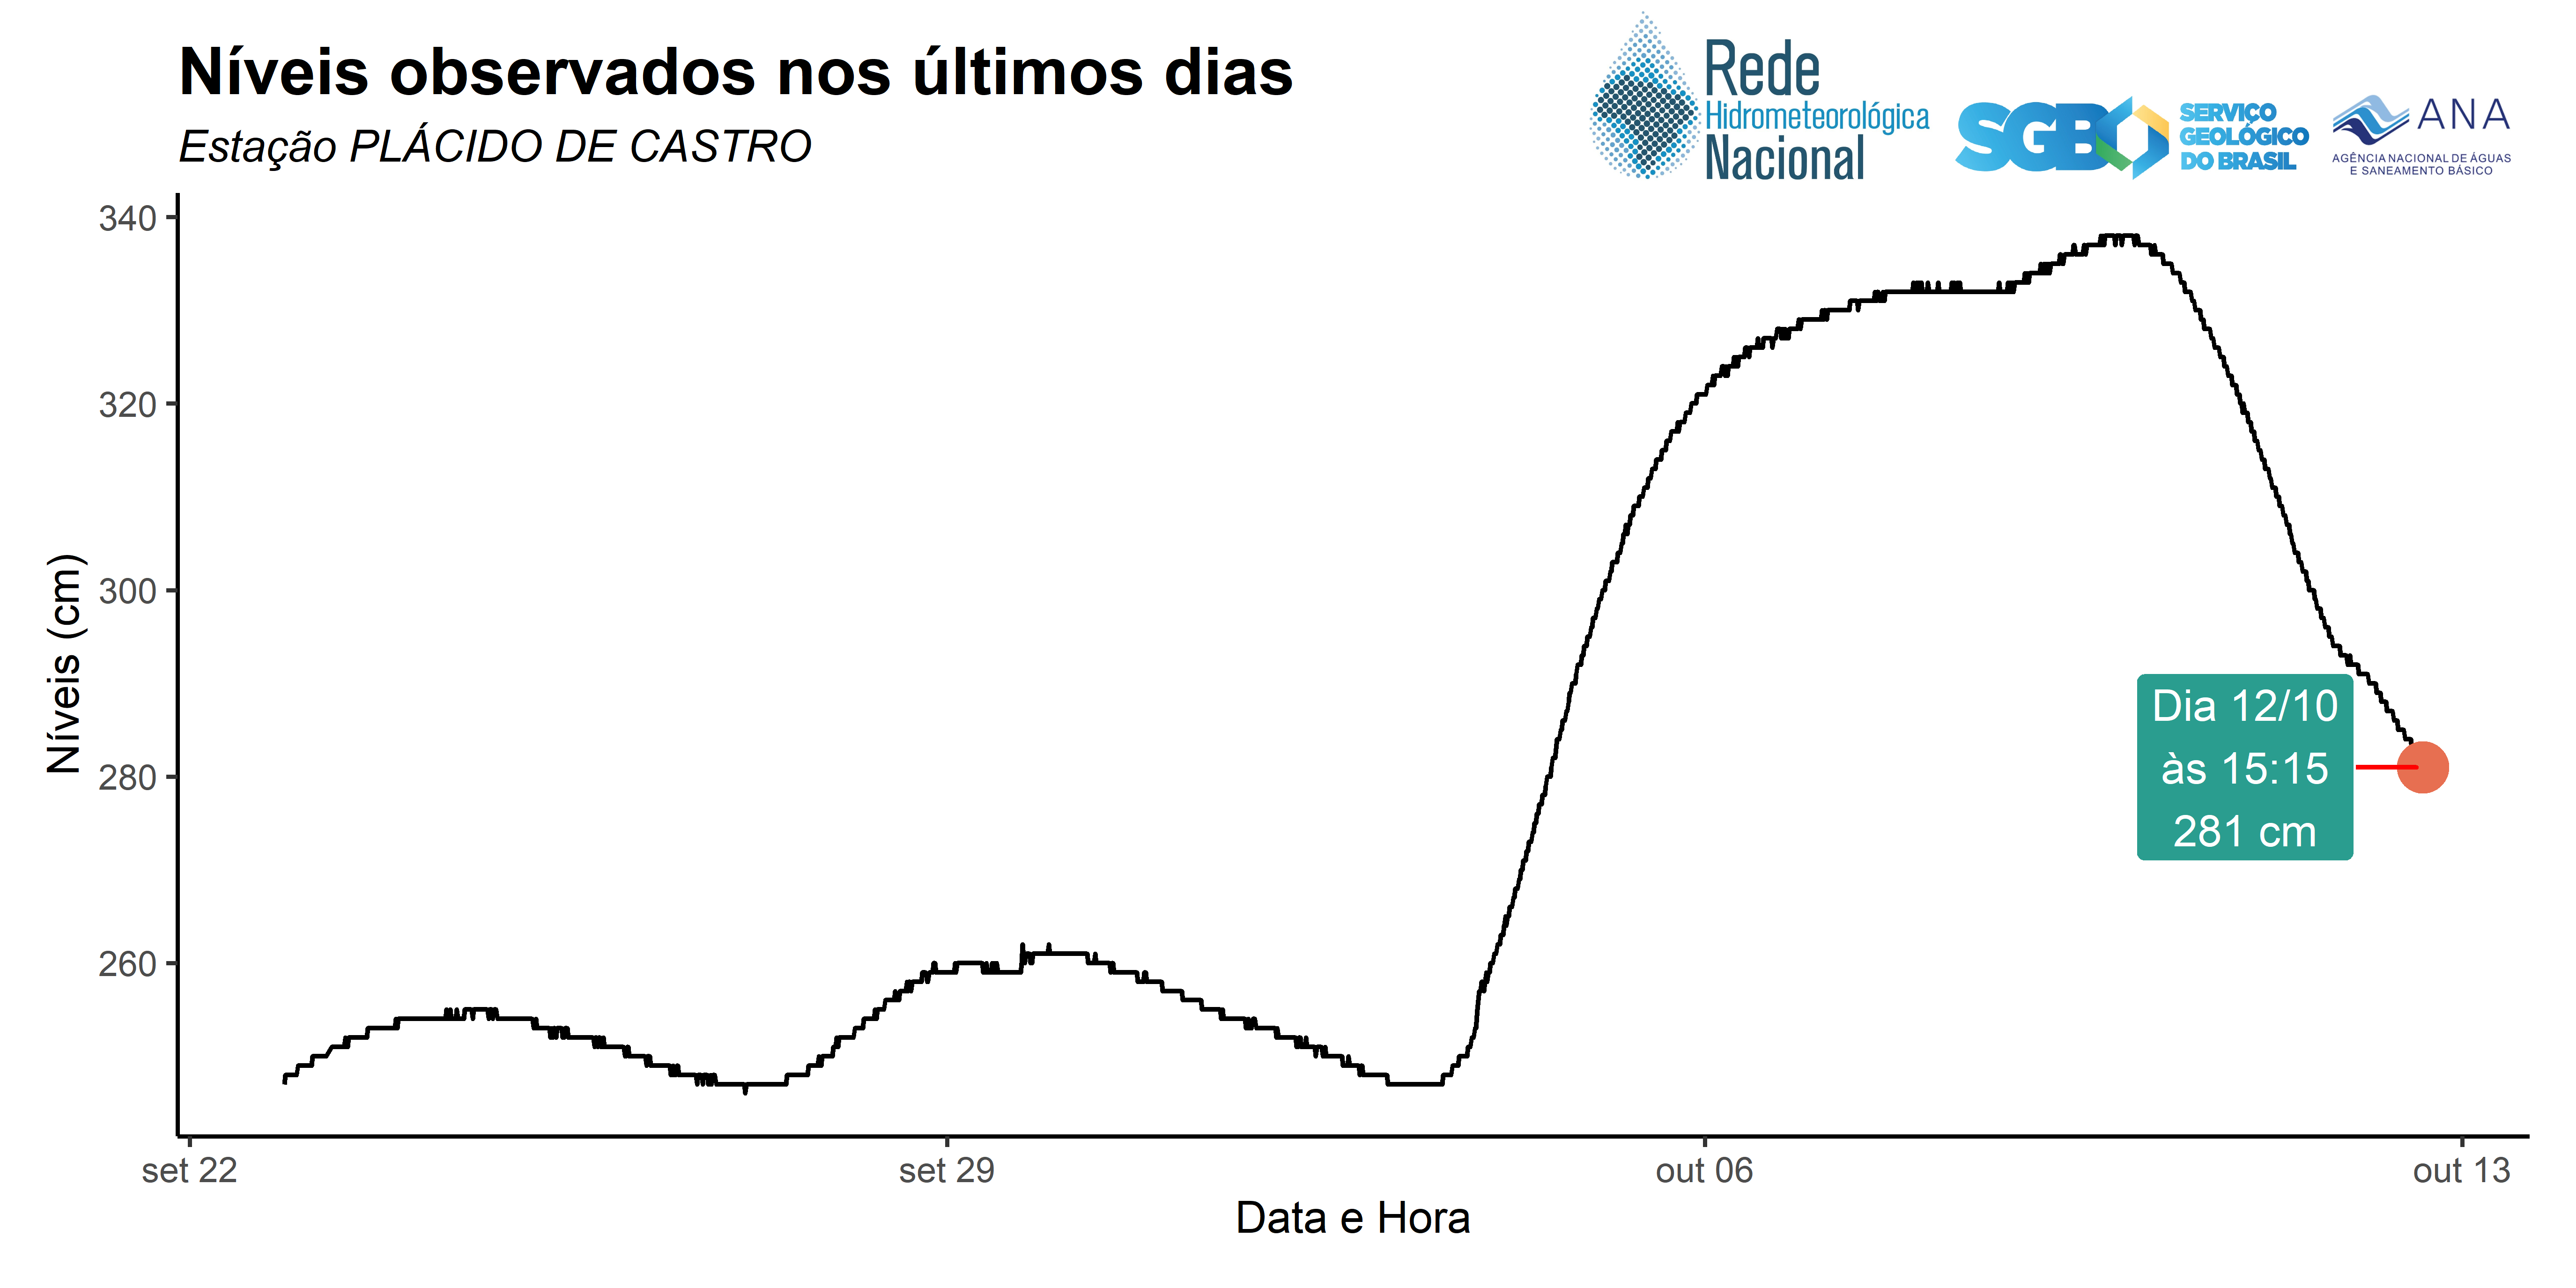 Níveis observados nos últimos dias
Estação PLÁCIDO DE CASTRO
Rede
Hidrometeorológica
Nacional
SGB
SERVIÇO
GEOLÓGICO
DO BRASIL
ANA
AGÊNCIA NACIONAL DE ÁGUAS
E SANEAMENTO BÁSICO
Níveis (cm)
340
320
300
280
260
Dia 12/10
às 15:15
281 cm
set 22
set 29
out 06
out 13
Data e Hora